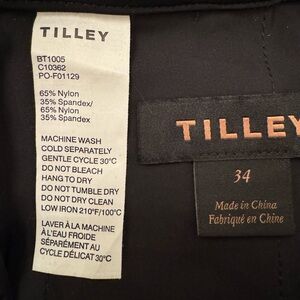 TILLEY
BT1005
C10362
PO-F01129
65% Nylon
35% Spandex/
65% Nylon
35% Spandex
MACHINE WASH
COLD SEPARATELY
GENTLE CYCLE 30°C
DO NOT BLEACH
HANG TO DRY
DO NOT TUMBLE DRY
DO NOT DRY CLEAN
LOW IRON 210°F/100°C
LAVER À LA MACHINE
À L'EAU FROIDE
SÉPARÉMENT AU
CYCLE DÉLICAT 30°C
TILLEY
34
Made in China
Fabriqué en Chine